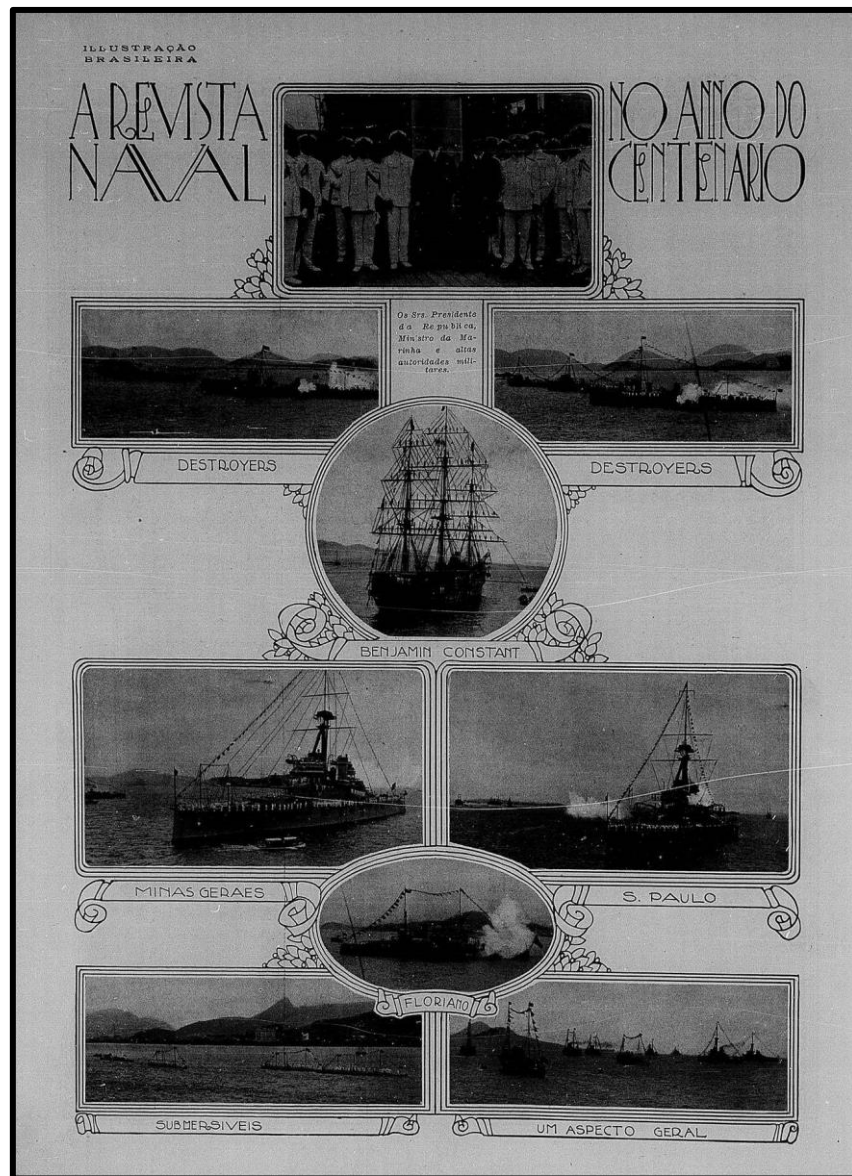 ILLUSTRAÇÃO
BRASILEIRA
A REVISTA
NAVAL
NO ANNO DO
CENTENARIO
Os Srs. Presidente
da Republica,
Ministro da Ma-
rinha e altas
autoridades mili-
tares.
DESTROYERS
DESTROYERS
BENJAMIN CONSTANT
MINAS GERAES
S. PAULO
FLORIANO
SUBMERSIVEIS
UM ASPECTO GERAL